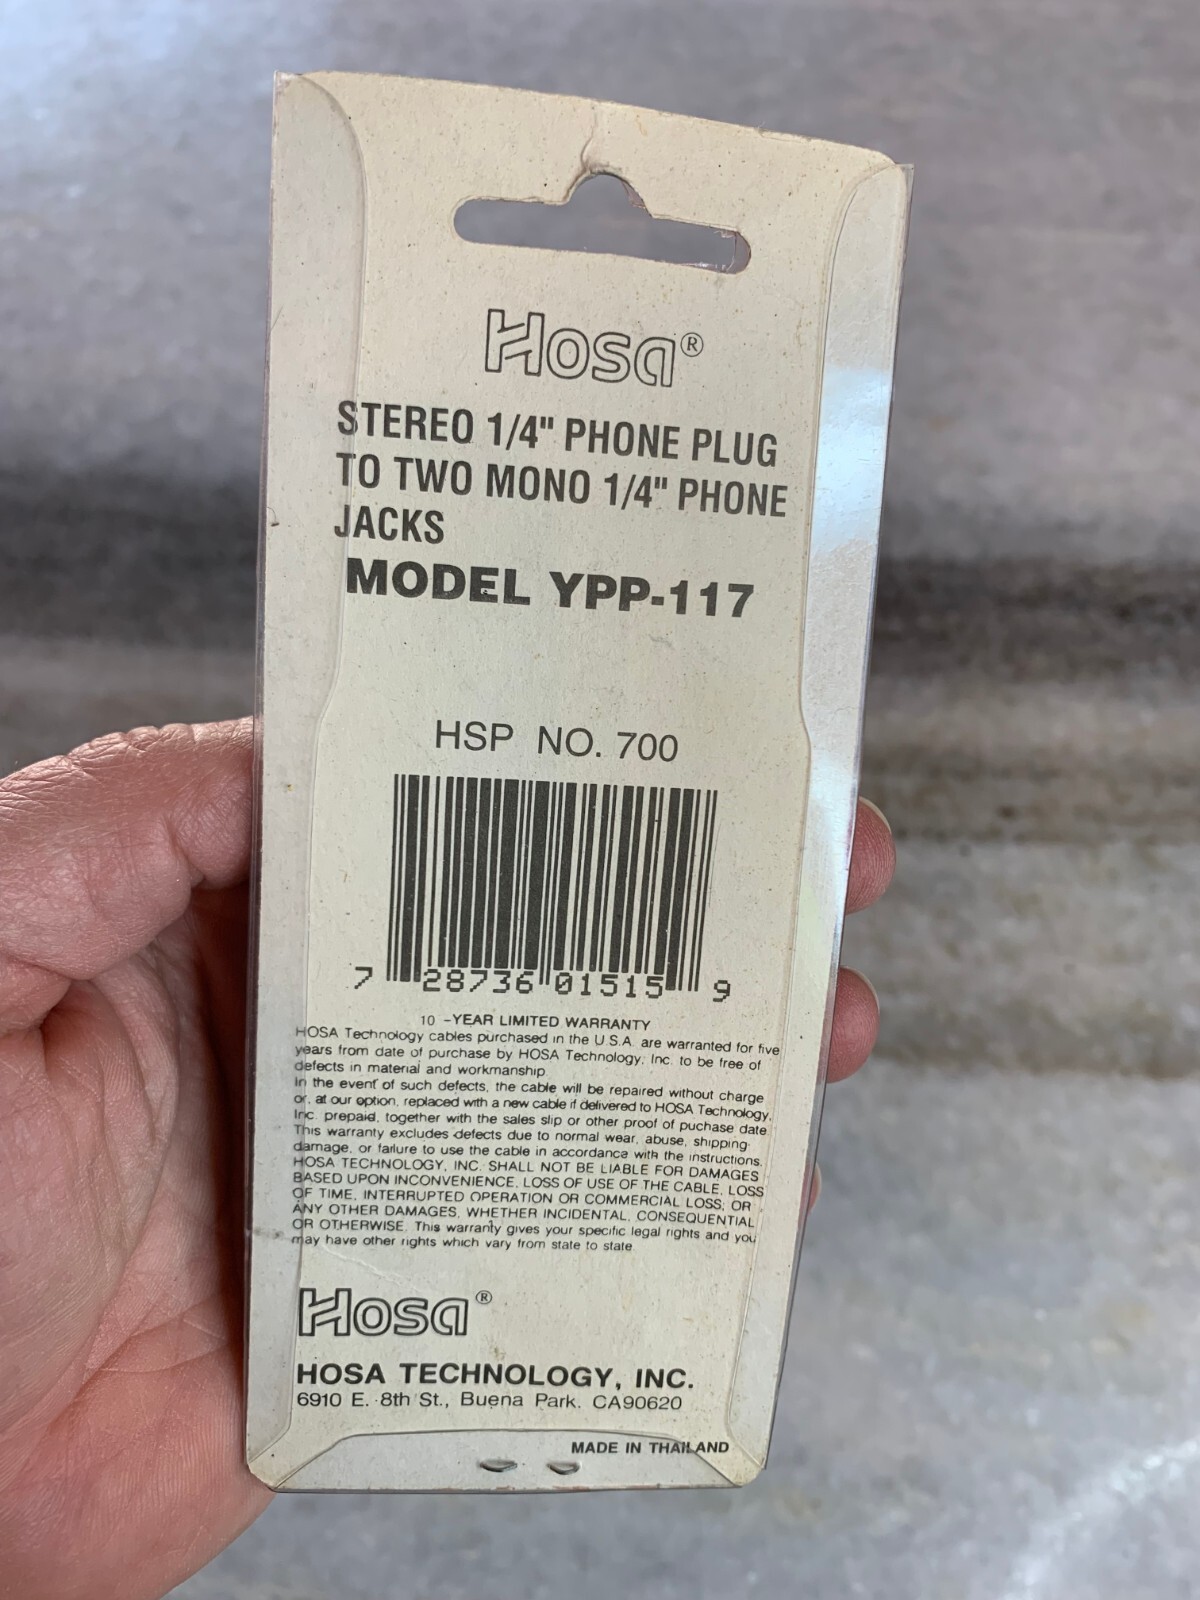 Hosa®
STEREO 1/4" PHONE PLUG
TO TWO MONO 1/4" PHONE
JACKS
MODEL YPP-117
HSP NO. 700
7 28736 01515 9
10 -YEAR LIMITED WARRANTY
HOSA Technology cables purchased in the U.S.A. are warranted for five
years from date of purchase by HOSA Technology, Inc. to be free of
defects in material and workmanship
In the event of such defects, the cable will be repaired without charge
or, at our option, replaced with a new cable if delivered to HOSA Technology,
Inc. prepaid, together with the sales slip or other proof of puchase date
This warranty excludes defects due to normal wear, abuse, shipping
damage, or failure to use the cable in accordance with the instructions.
HOSA TECHNOLOGY, INC. SHALL NOT BE LIABLE FOR DAMAGES
BASED UPON INCONVENIENCE, LOSS OF USE OF THE CABLE, LOSS
OF TIME, INTERRUPTED OPERATION OR COMMERCIAL LOSS, OR
ANY OTHER DAMAGES, WHETHER INCIDENTAL, CONSEQUENTIAL
OR OTHERWISE. This warranty gives your specific legal rights and you
may have other rights which vary from state to state
Hosa®
HOSA TECHNOLOGY, INC.
6910 E. 8th St., Buena Park. CA90620
MADE IN THAILAND